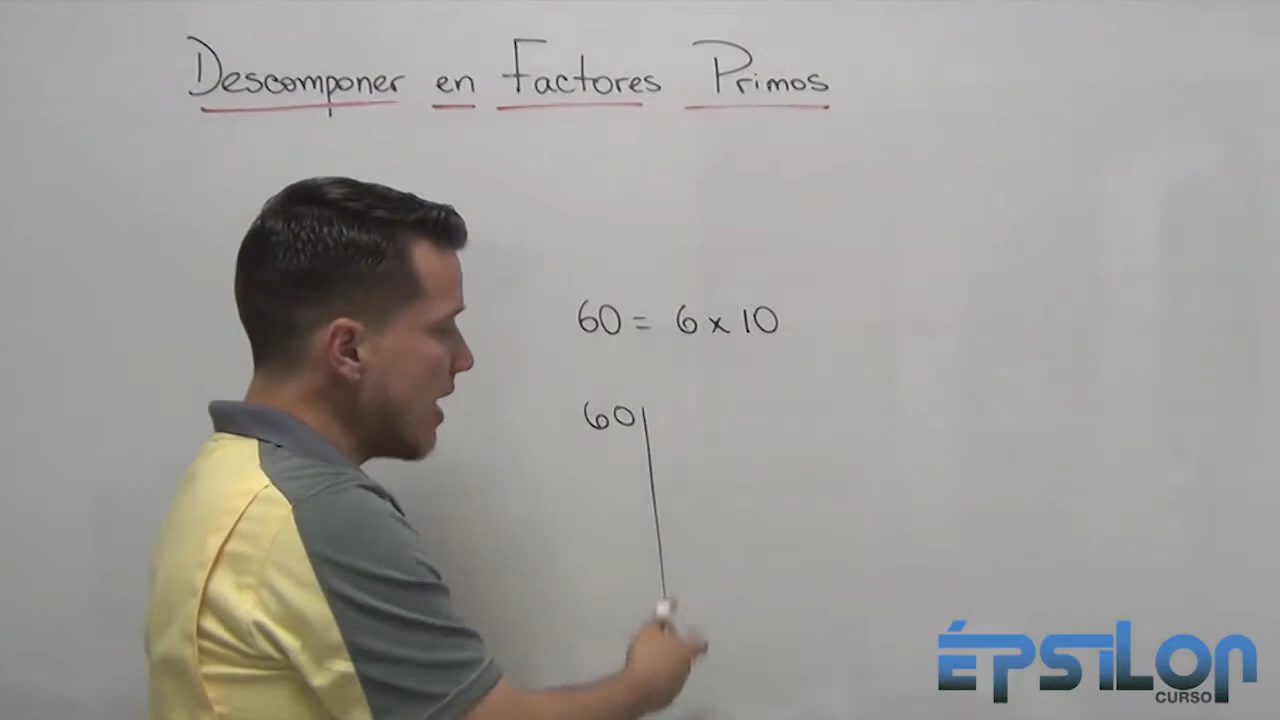 Descomponer en Factores Primos
60 = 6 x 10
60
ÉPSILON
CURSO